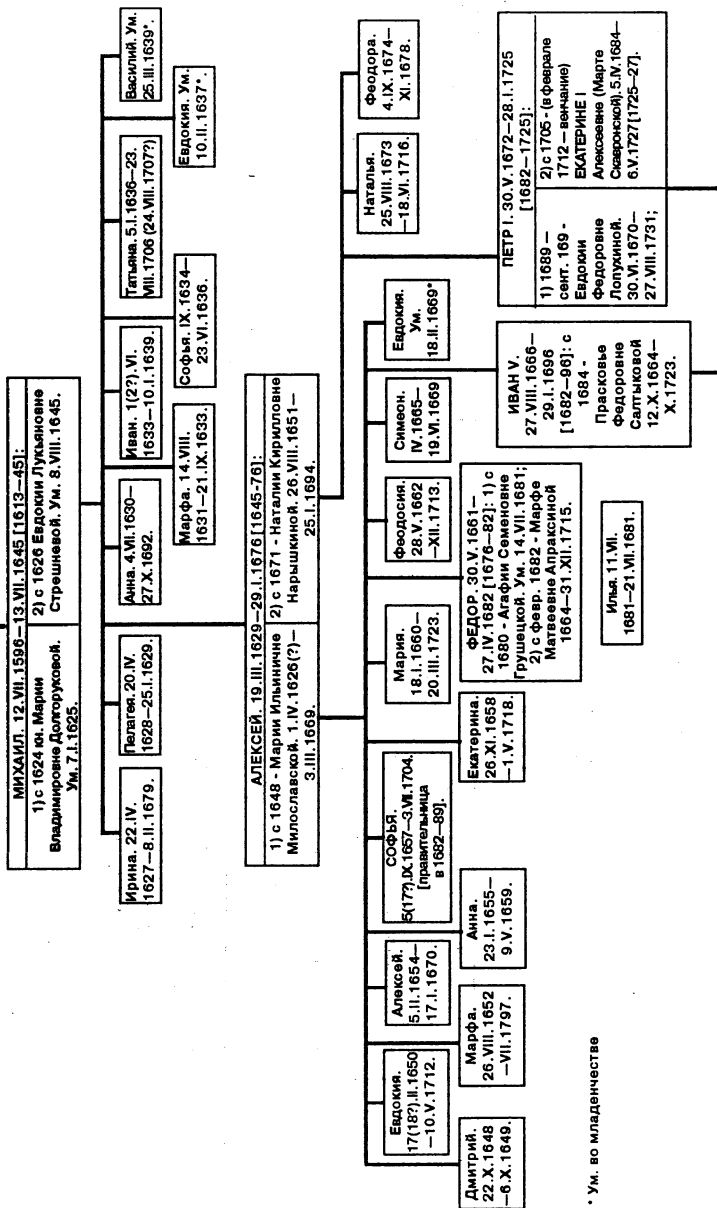 МИХАИЛ. 12.VII.1596–13.VII.1645 [1613–45]:
1) с 1624 кн. Марии
Владимировне Долгоруковой.
Ум. 7.I.1625.
2) с 1626 Евдокии Лукьяновне
Стрешневой. Ум. 8.VIII.1645.
Ирина. 22.IV.
1627–8.II.1679.
Пелагея. 20.IV.
1628–25.I.1629.
Анна. 4.VII.1630–
27.X.1692.
Марфа. 14.VIII.
1631–21.IX.1633.
Иван. 1(2?).VI.
1633–10.I.1639.
Софья. IX.1634–
23.VI.1636.
Татьяна. 5.I.1636–23.
VIII.1706 (24.VIII.1707?)
Евдокия. Ум.
10.II.1637*.
Василий. Ум.
25.III.1639*.
АЛЕКСЕЙ. 19.III.1629–29.I.1676 [1645-76]:
1) с 1648 - Марии Ильиничне
Милославской. 1.IV.1626(?)–
3.III.1669.
2) с 1671 - Наталии Кирилловне
Нарышкиной. 26.VIII.1651–
25.I.1694.
Дмитрий.
22.X.1648
–6.X.1649.
Евдокия.
17(18?).II.1650
–10.V.1712.
Марфа.
26.VIII.1652
–VII.1797.
Алексей.
5.II.1654–
17.I.1670.
Анна.
23.I.1655–
9.V.1659.
СОФЬЯ.
5(17?).IX.1657–3.VII.1704.
[правительница
в 1682–89].
Екатерина.
26.XI.1658
–1.V.1718.
Мария.
18.I.1660–
20.III.1723.
ФЕДОР. 30.V.1661–
27.IV.1682 [1676–82]: 1) с
1680 - Агафии Семеновне
Грушецкой. Ум. 14.VII.1681;
2) с февр. 1682 - Марфе
Матвеевне Апраксиной
1664–31.XII.1715.
Илья. 11.VII.
1681–21.VII.1681.
Феодосия.
28.V.1662
–XII.1713.
Симеон.
IV.1665–
19.VI.1669
Евдокия.
Ум.
18.II.1669*
ИВАН V.
27.VIII.1666–
29.I.1696
[1682–96]: с
1684 -
Прасковье
Федоровне
Салтыковой
12.X.1664–
X.1723.
Наталья.
25.VIII.1673
–18.VI.1716.
Феодора.
4.IX.1674–
XI.1678.
ПЕТР I. 30.V.1672–28.I.1725
[1682–1725]:
1) 1689 –
сент. 169 -
Евдокии
Федоровне
Лопухиной.
30.VI.1670–
27.VIII.1731;
2) с 1705 - (в феврале
1712 – венчание)
ЕКАТЕРИНЕ I
Алексеевне (Марте
Скавронской). 5.IV.1684–
6.V.1727 [1725–27].
* Ум. во младенчестве